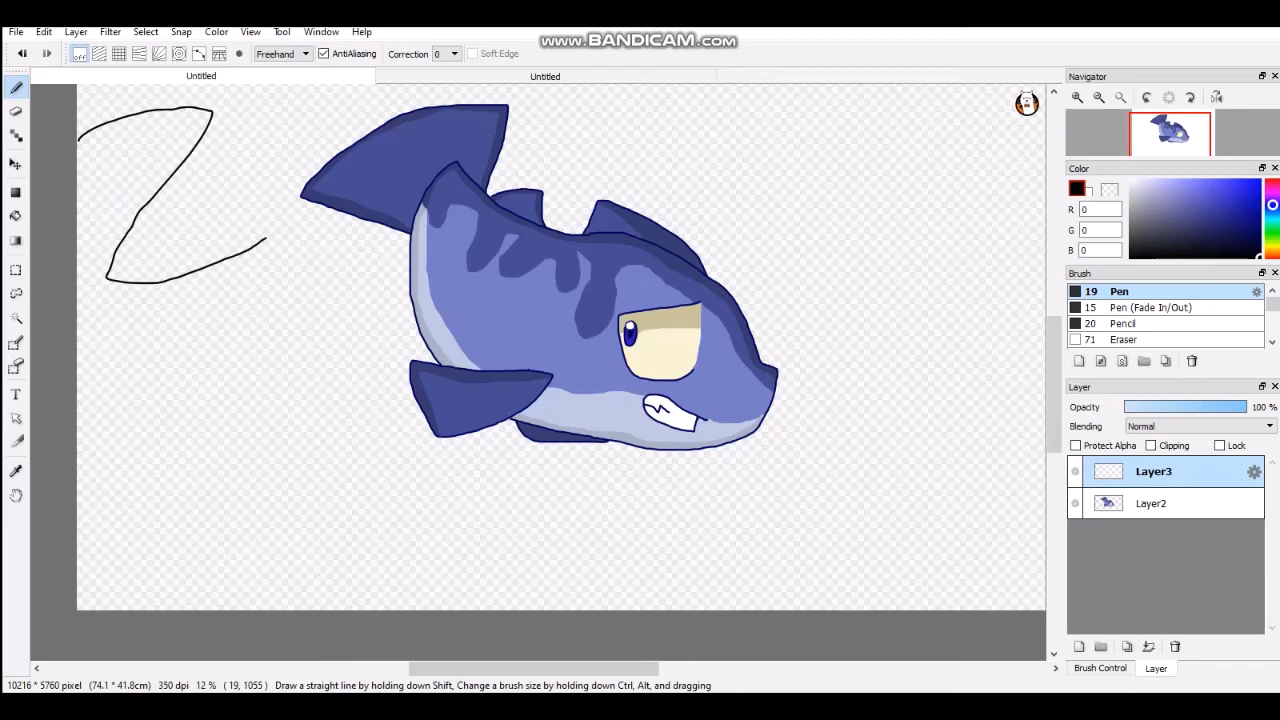 www.BANDICAM.com
File Edit Layer Filter Select Snap Color View Tool Window Help
off Freehand AntiAliasing Correction 0 Soft Edge
Untitled Untitled
2
Navigator
Color
R 0
G 0
B 0
Brush
19 Pen
15 Pen (Fade In/Out)
20 Pencil
71 Eraser
Layer
Opacity 100 %
Blending Normal
Protect Alpha Clipping Lock
Layer3
Layer2
Brush Control Layer
10216 * 5760 pixel (74.1 * 41.8cm) 350 dpi 12 % ( 19, 1055 ) Draw a straight line by holding down Shift, Change a brush size by holding down Ctrl, Alt, and dragging